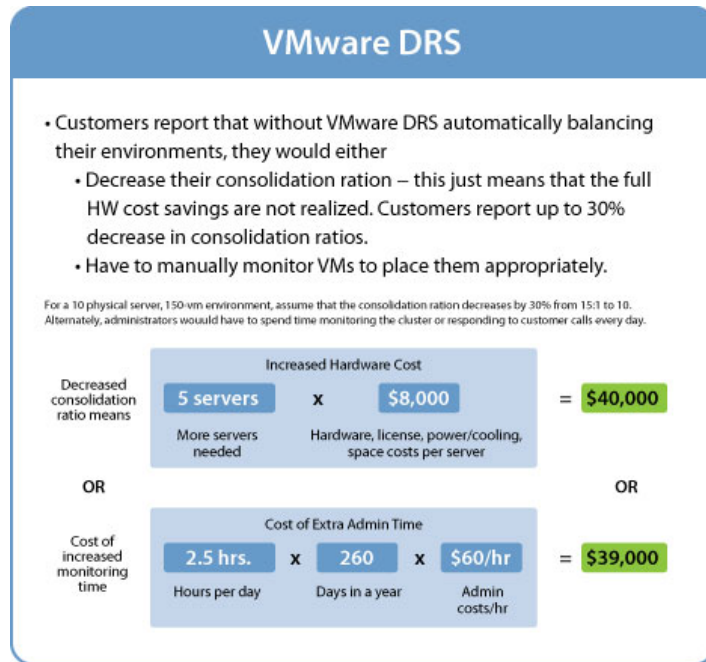 VMware DRS
• Customers report that without VMware DRS automatically balancing
their environments, they would either
• Decrease their consolidation ration – this just means that the full
HW cost savings are not realized. Customers report up to 30%
decrease in consolidation ratios.
• Have to manually monitor VMs to place them appropriately.
For a 10 physical server, 150-vm environment, assume that the consolidation ration decreases by 30% from 15:1 to 10.
Alternately, administrators wouuld have to spend time monitoring the cluster or responding to customer calls every day.
Increased Hardware Cost
Decreased
consolidation
ratio means
5 servers x $8,000 = $40,000
More servers
needed
Hardware, license, power/cooling,
space costs per server
OR OR
Cost of Extra Admin Time
Cost of
increased
monitoring
time
2.5 hrs. x 260 x $60/hr = $39,000
Hours per day
Days in a year
Admin
costs/hr